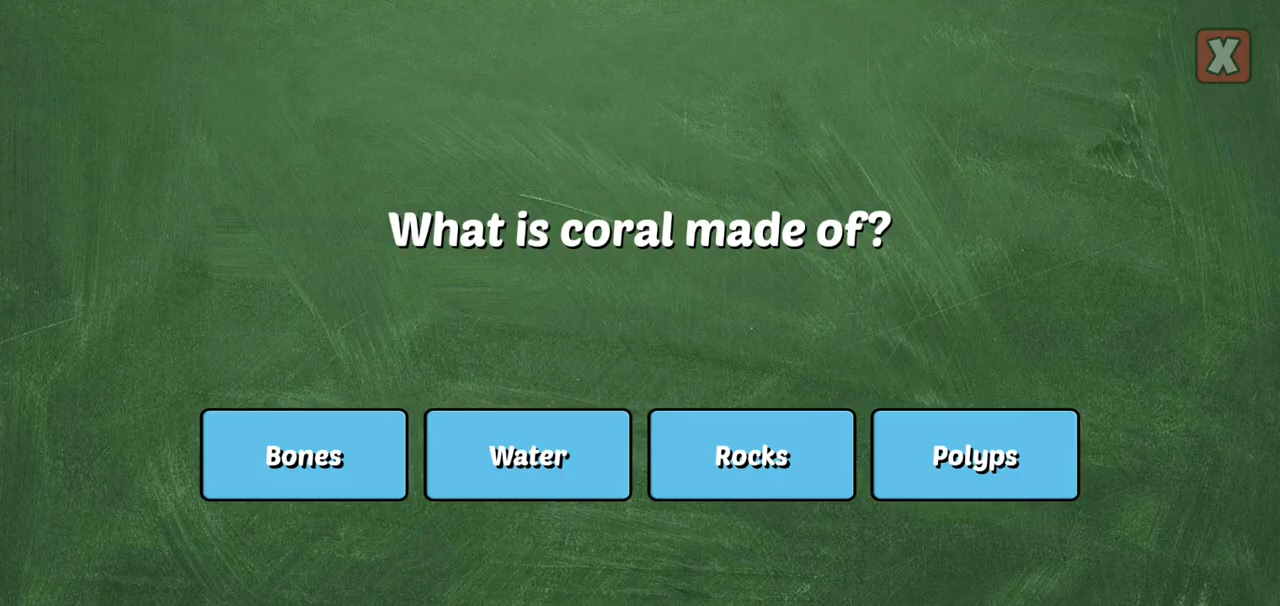 X
What is coral made of?
Bones
Water
Rocks
Polyps